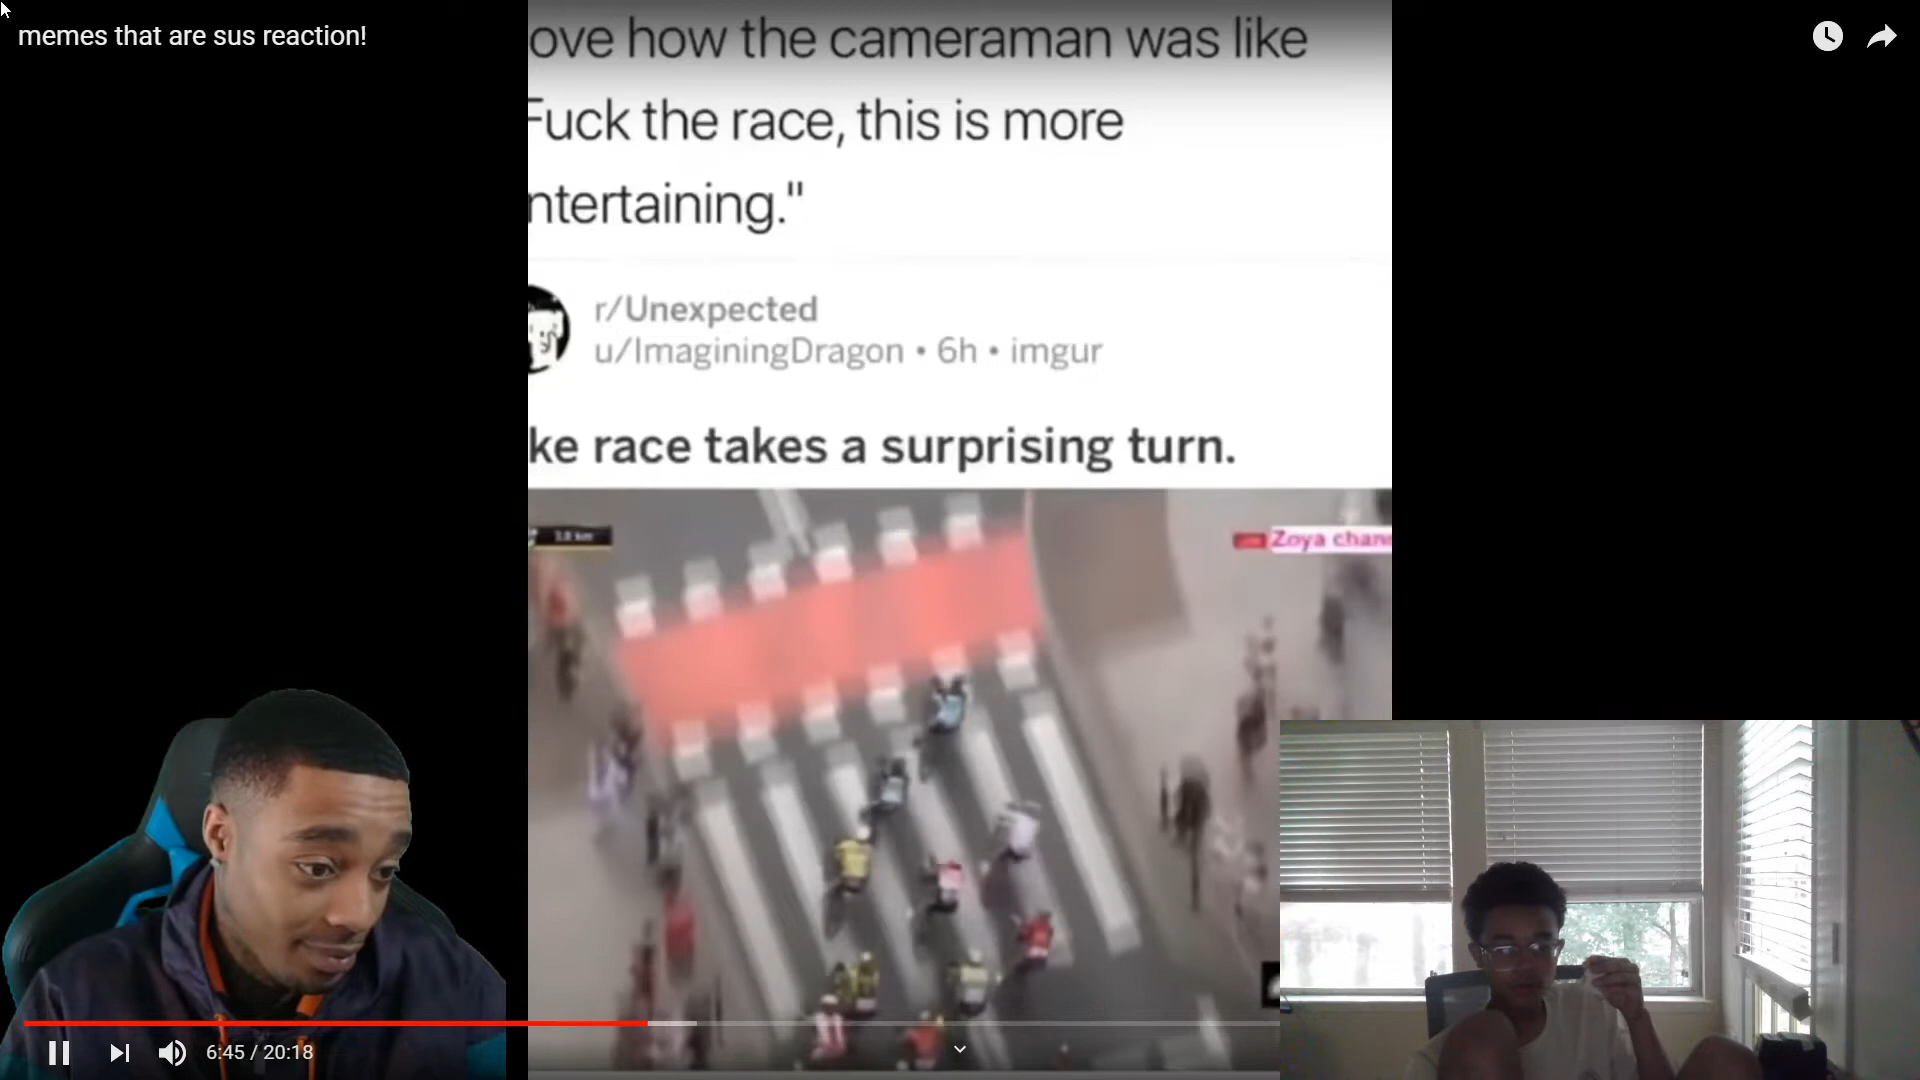 memes that are sus reaction!
ove how the cameraman was like
Fuck the race, this is more
ntertaining."
r/Unexpected
u/ImaginingDragon • 6h • imgur
ke race takes a surprising turn.
Zoya chan
6:45 / 20:18